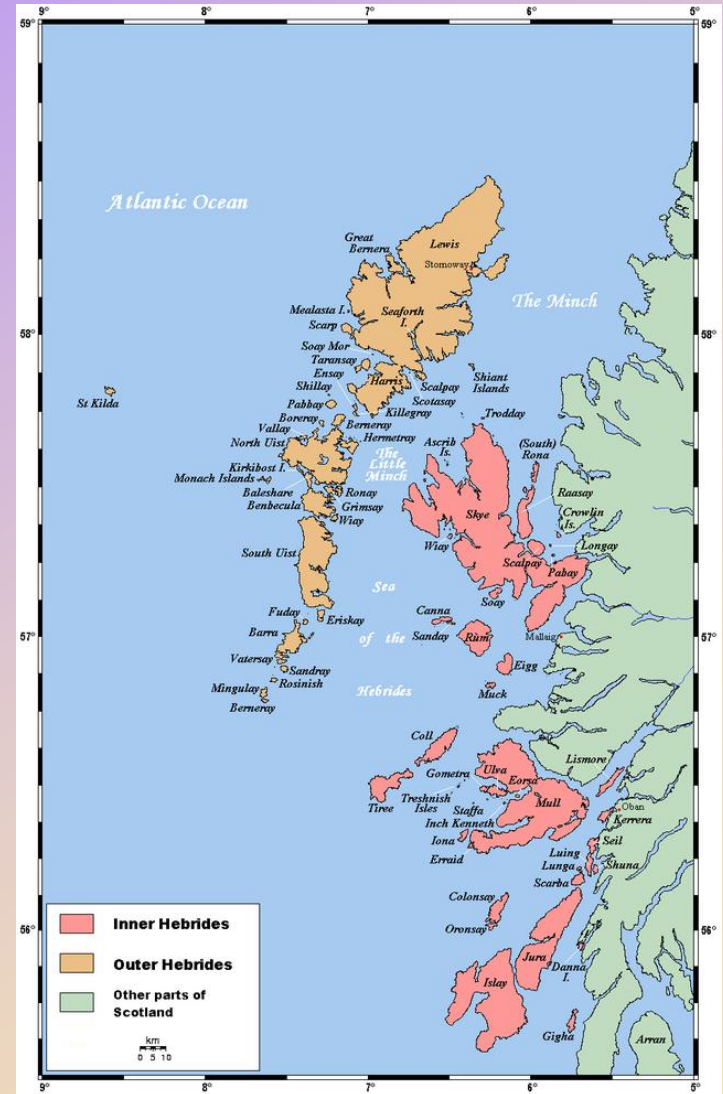 9°
8°
7°
6°
5°
59°
59°
Atlantic Ocean
Great
Bernera
Lewis
Stornoway
The Minch
Mealasta I.
Seaforth
I.
58°
58°
Scarp
Soay Mor
Taransay
Ensay
Shillay
Harris
Scalpay
Scotasay
Shiant
Islands
St Kilda
Pabbay
Killegray
Boreray
Berneray
Trodday
Vallay
Hermetray
North Uist
The
Little
Minch
Ascrib
Is.
(South)
Rona
Kirkibost I.
Monach Islands
Baleshare
Ronay
Raasay
Benbecula
Grimsay
Wiay
Skye
Crowlin
Is.
Wiay
Longay
South Uist
Scalpay
Pabay
Sea
Soay
Fuday
Eriskay
Canna
57°
57°
Barra
of the
Sanday
Rùm
Mallaig
Vatersay
Sandray
Eigg
Rosinish
Mingulay
Hebrides
Muck
Berneray
Coll
Lismore
Gometra
Ulva
Eorsa
Treshnish
Isles
Mull
Tiree
Staffa
Oban
Inch Kenneth
Kerrera
Iona
Seil
Erraid
Luing
Lunga
Shuna
Scarba
Colonsay
56°
56°
Oronsay
Jura
Danna
I.
Islay
Gigha
Arran
Inner Hebrides
Outer Hebrides
Other parts of
Scotland
km
0 5 10
9°
8°
7°
6°
5°